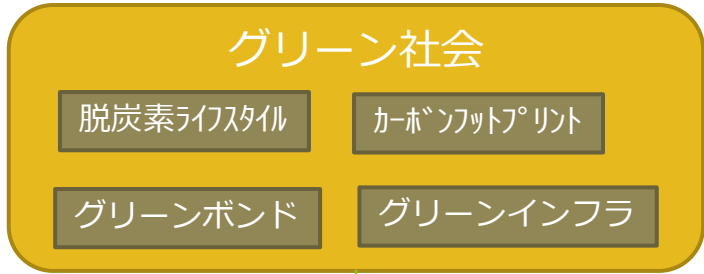 グリーン社会
脱炭素ﾗｲﾌｽﾀｲﾙ
ｶｰﾎﾞﾝﾌｯﾄﾌﾟﾘﾝﾄ
グリーンボンド
グリーンインフラ